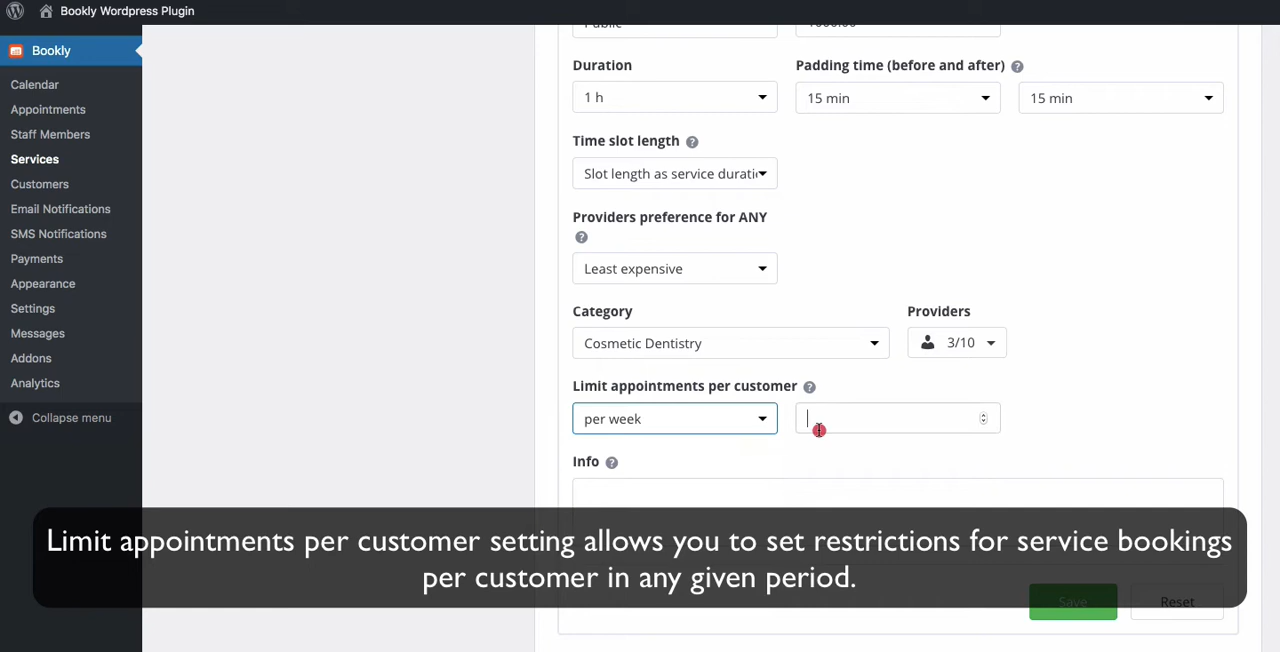 Bookly Wordpress Plugin
Bookly
Calendar
Appointments
Staff Members
Services
Customers
Email Notifications
SMS Notifications
Payments
Appearance
Settings
Messages
Addons
Analytics
Collapse menu
Public
1000.00
Duration
Padding time (before and after)
1 h
15 min
15 min
Time slot length
Slot length as service durati
Providers preference for ANY
Least expensive
Category
Providers
Cosmetic Dentistry
3/10
Limit appointments per customer
per week
Info
Limit appointments per customer setting allows you to set restrictions for service bookings
per customer in any given period.
Save
Reset